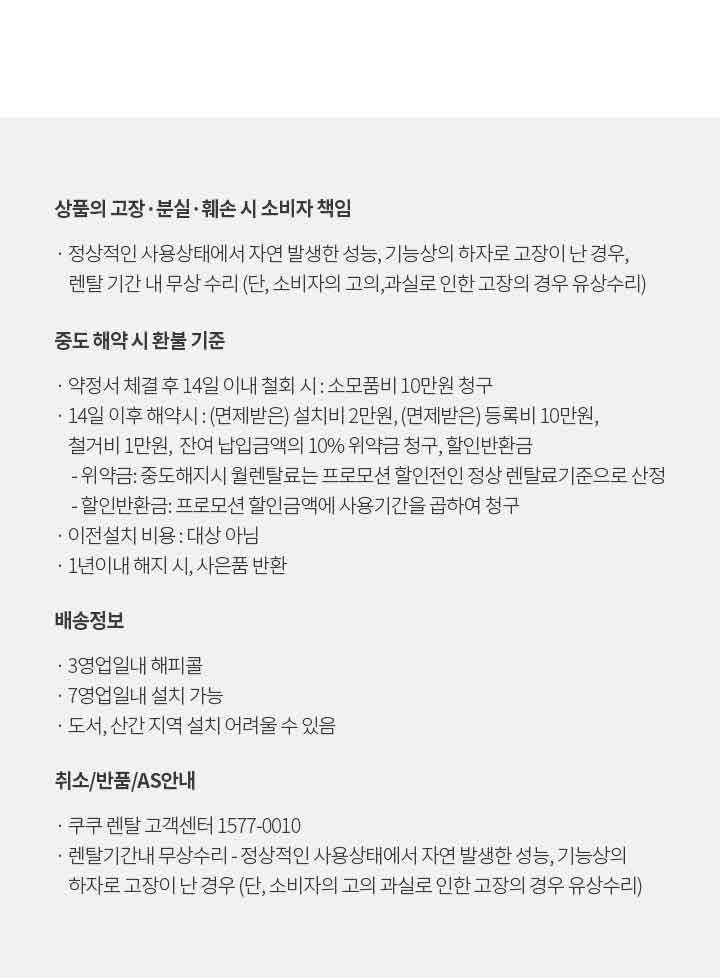 상품의 고장·분실·훼손 시 소비자 책임
· 정상적인 사용상태에서 자연 발생한 성능, 기능상의 하자로 고장이 난 경우,
렌탈 기간 내 무상 수리 (단, 소비자의 고의,과실로 인한 고장의 경우 유상수리)
중도 해약 시 환불 기준
· 약정서 체결 후 14일 이내 철회 시 : 소모품비 10만원 청구
· 14일 이후 해약시 : (면제받은) 설치비 2만원, (면제받은) 등록비 10만원,
철거비 1만원, 잔여 납입금액의 10% 위약금 청구, 할인반환금
- 위약금: 중도해지시 월렌탈료는 프로모션 할인전인 정상 렌탈료기준으로 산정
- 할인반환금: 프로모션 할인금액에 사용기간을 곱하여 청구
· 이전설치 비용 : 대상 아님
· 1년이내 해지 시, 사은품 반환
배송정보
· 3영업일내 해피콜
· 7영업일내 설치 가능
· 도서, 산간 지역 설치 어려울 수 있음
취소/반품/AS안내
· 쿠쿠 렌탈 고객센터 1577-0010
· 렌탈기간내 무상수리 - 정상적인 사용상태에서 자연 발생한 성능, 기능상의
하자로 고장이 난 경우 (단, 소비자의 고의 과실로 인한 고장의 경우 유상수리)